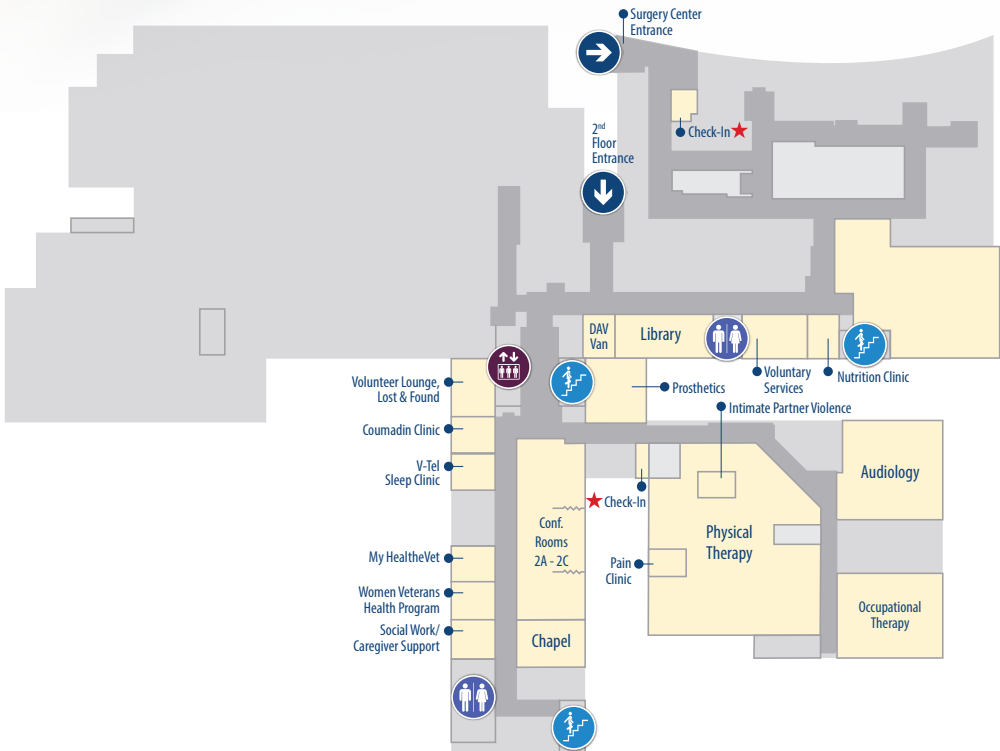 Surgery Center
Entrance
Check-In
2nd
Floor
Entrance
DAV
Van
Library
Voluntary
Services
Nutrition Clinic
Prosthetics
Intimate Partner Violence
Volunteer Lounge,
Lost & Found
Coumadin Clinic
V-Tel
Sleep Clinic
Audiology
Check-In
Conf.
Rooms
2A - 2C
Physical
Therapy
Pain
Clinic
My HealtheVet
Women Veterans
Health Program
Social Work/
Caregiver Support
Chapel
Occupational
Therapy